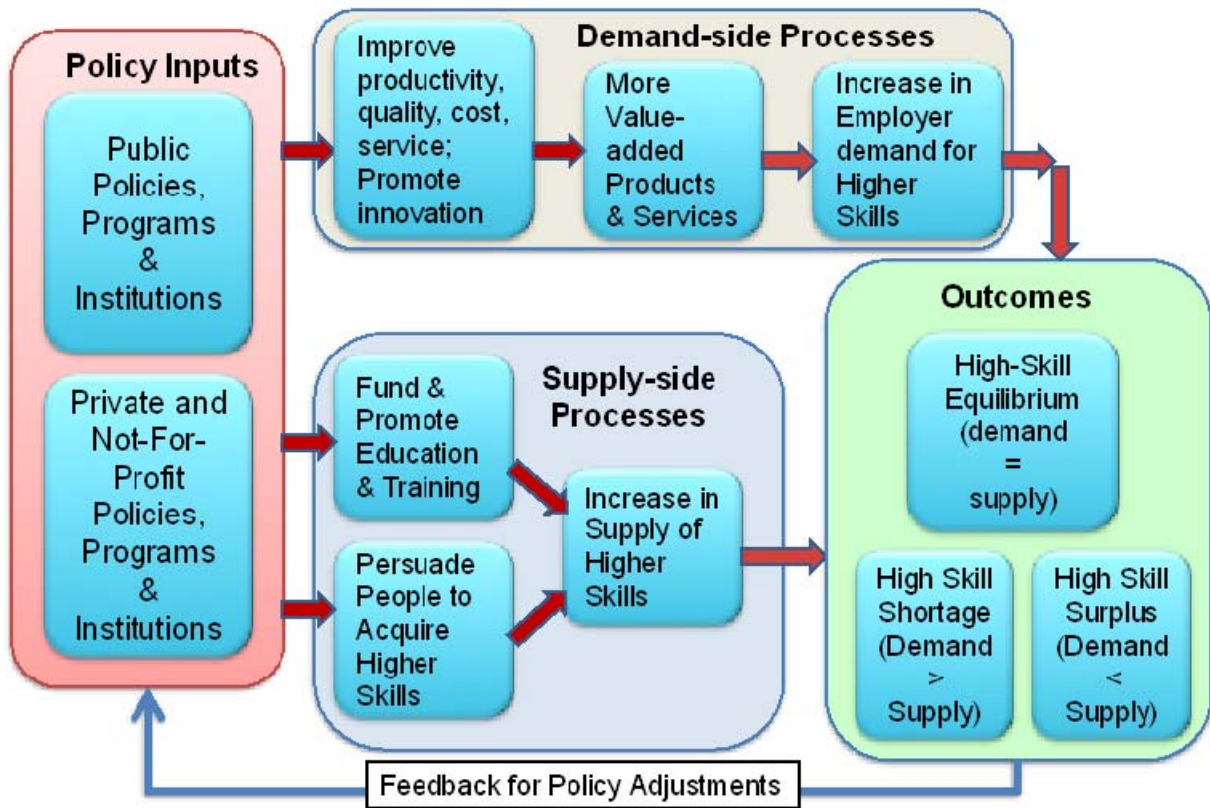 Policy Inputs
Public
Policies,
Programs
&
Institutions
Private and
Not-For-
Profit
Policies,
Programs
&
Institutions
Demand-side Processes
Improve
productivity,
quality, cost,
service;
Promote
innovation
More
Value-
added
Products
& Services
Increase in
Employer
demand for
Higher
Skills
Supply-side
Processes
Fund &
Promote
Education
& Training
Persuade
People to
Acquire
Higher
Skills
Increase in
Supply of
Higher
Skills
Outcomes
High-Skill
Equilibrium
(demand
=
supply)
High Skill
Shortage
(Demand
>
Supply)
High Skill
Surplus
(Demand
<
Supply)
Feedback for Policy Adjustments